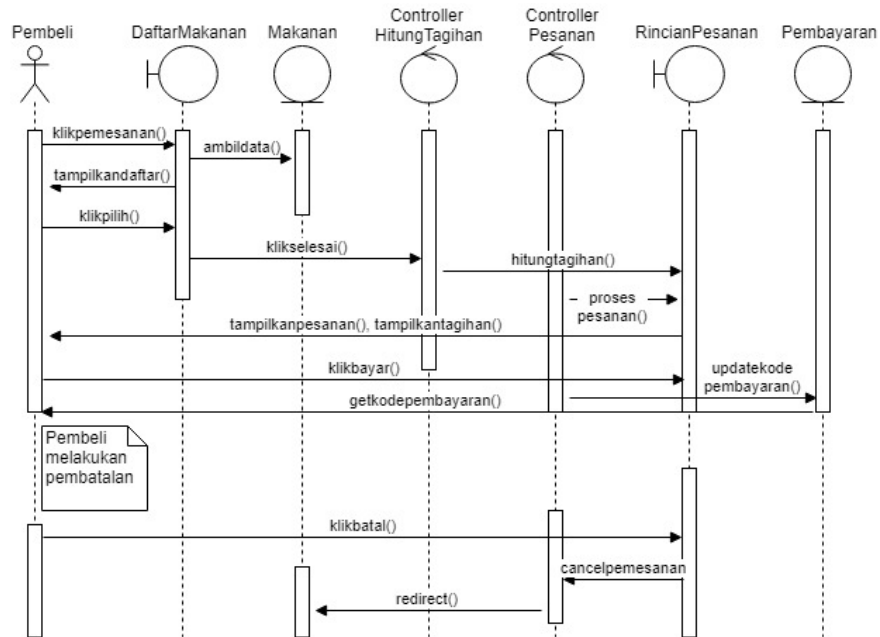 Pembeli
DaftarMakanan
Makanan
Controller
HitungTagihan
Controller
Pesanan
RincianPesanan
Pembayaran
klikpemesanan()
ambildata()
tampilkandaftar()
klikpilih()
klikselesai()
hitungtagihan()
proses
pesanan()
tampilkanpesanan(), tampilkantagihan()
klikbayar()
updatekode
pembayaran()
getkodepembayaran()
Pembeli
melakukan
pembatalan
klikbatal()
cancelpemesanan
redirect()